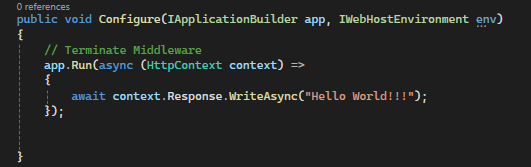 0 references
public void Configure(IApplicationBuilder app, IWebHostEnvironment env)
{
// Terminate Middleware
app.Run(async (HttpContext context) =>
{
await context.Response.WriteAsync("Hello World!!!");
});
}